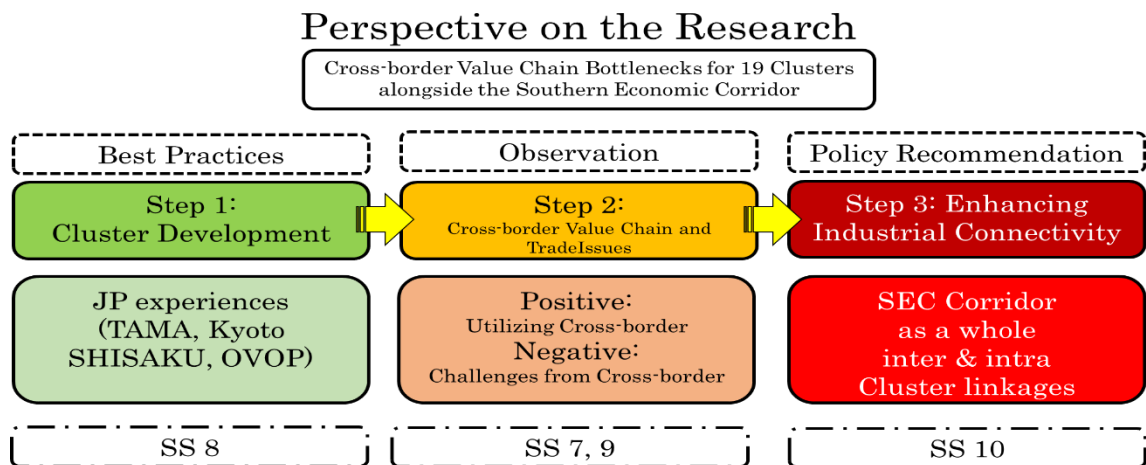 Perspective on the Research
Cross-border Value Chain Bottlenecks for 19 Clusters
alongside the Southern Economic Corridor
Best Practices
Observation
Policy Recommendation
Step 1:
Cluster Development
Step 2:
Cross-border Value Chain and
TradeIssues
Step 3: Enhancing
Industrial Connectivity
JP experiences
(TAMA, Kyoto
SHISAKU, OVOP)
Positive:
Utilizing Cross-border
Negative:
Challenges from Cross-border
SEC Corridor
as a whole
inter & intra
Cluster linkages
SS 8
SS 7, 9
SS 10